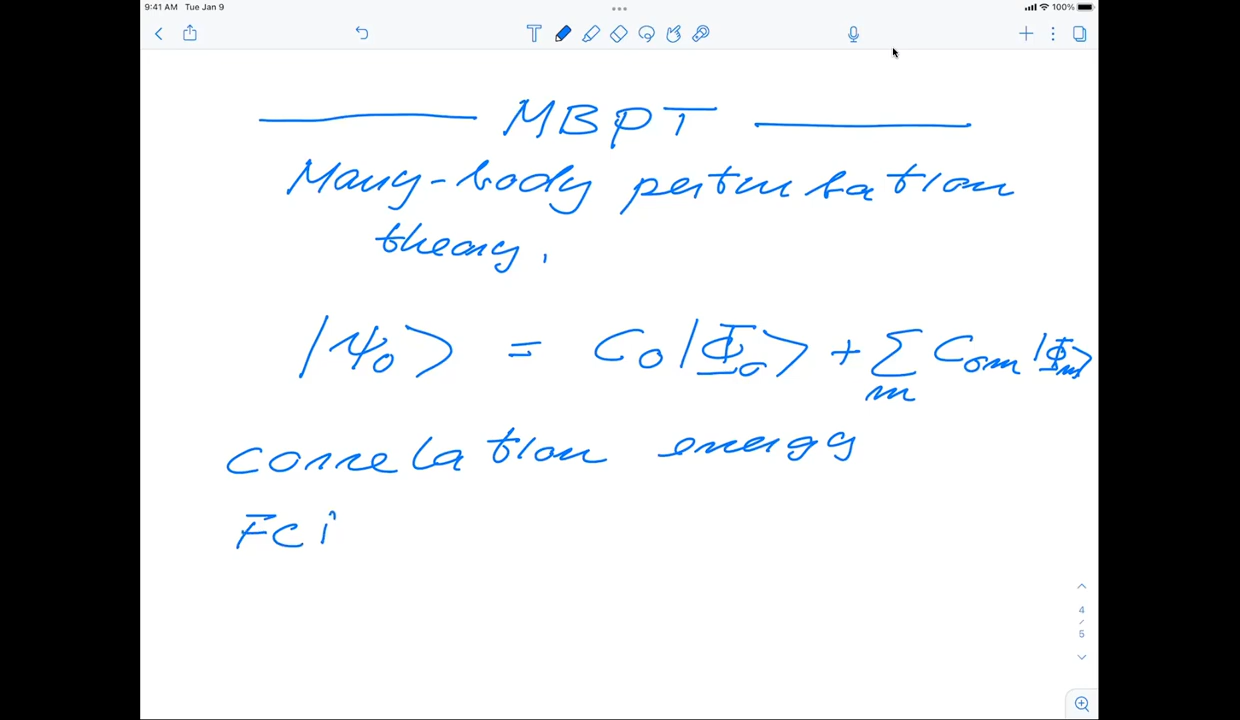 9:41 AM Tue Jan 9
100%
MBPT
Many-body perturbation
theory.
|Ψ₀⟩ = C₀|Φ₀⟩ + ∑ₘ C₀ₘ|Φₘ⟩
correlation energy
FCi
4
/
5